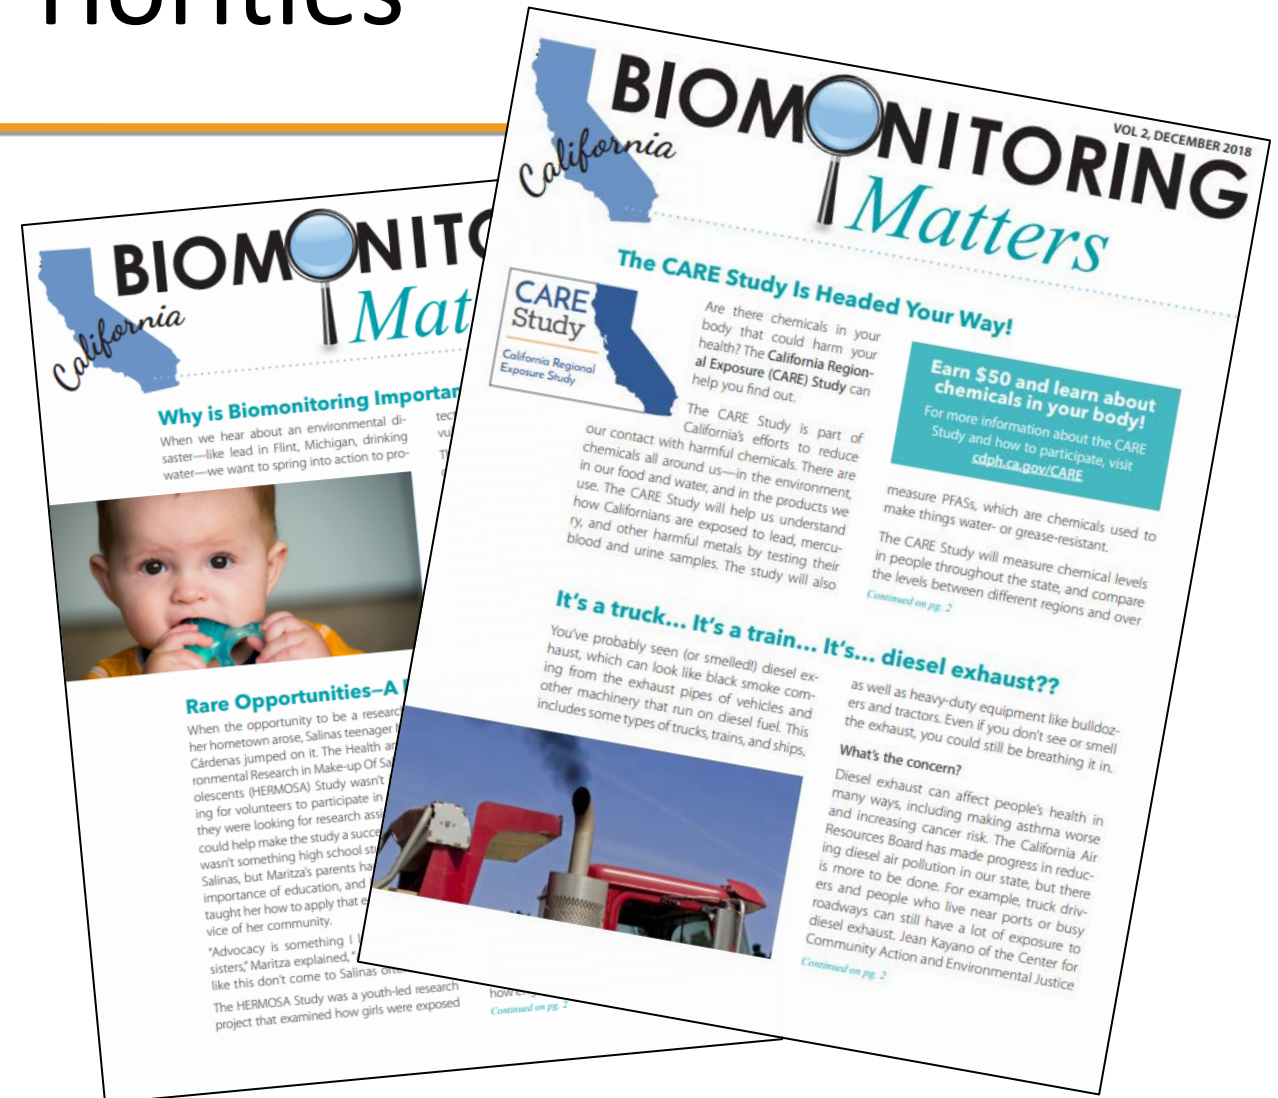 BIOMONITORING
VOL 2, DECEMBER 2018
California
Matters
The CARE Study Is Headed Your Way!
CARE
Study
California Regional
Exposure Study
Are there chemicals in your
body that could harm your
health? The California Region-
al Exposure (CARE) Study can
help you find out.
The CARE Study is part of
California's efforts to reduce
our contact with harmful chemicals. There are
chemicals all around us—in the environment,
in our food and water, and in the products we
use. The CARE Study will help us understand
how Californians are exposed to lead, mercu-
ry, and other harmful metals by testing their
blood and urine samples. The study will also
Earn $50 and learn about
chemicals in your body!
For more information about the CARE
Study and how to participate, visit
cdph.ca.gov/CARE
measure PFASs, which are chemicals used to
make things water- or grease-resistant.
The CARE Study will measure chemical levels
in people throughout the state, and compare
the levels between different regions and over
Continued on pg. 2
It's a truck... It's a train... It's... diesel exhaust??
You've probably seen (or smelled!) diesel ex-
haust, which can look like black smoke com-
ing from the exhaust pipes of vehicles and
other machinery that run on diesel fuel. This
includes some types of trucks, trains, and ships,
as well as heavy-duty equipment like bulldoz-
ers and tractors. Even if you don't see or smell
the exhaust, you could still be breathing it in.
What's the concern?
Diesel exhaust can affect people's health in
many ways, including making asthma worse
and increasing cancer risk. The California Air
Resources Board has made progress in reduc-
ing diesel air pollution in our state, but there
is more to be done. For example, truck driv-
ers and people who live near ports or busy
roadways can still have a lot of exposure to
diesel exhaust. Jean Kayano of the Center for
Community Action and Environmental Justice
Continued on pg. 2
BIOMONIT
California
Mat
Why is Biomonitoring Importan
When we hear about an environmental di-
saster—like lead in Flint, Michigan, drinking
water—we want to spring into action to pro-
Rare Opportunities—A
When the opportunity to be a research
her hometown arose, Salinas teenager
Cárdenas jumped on it. The Health an
ronmental Research in Make-up Of Sa
olescents (HERMOSA) Study wasn't
ing for volunteers to participate in
they were looking for research assi
could help make the study a succe
wasn't something high school stu
Salinas, but Maritza's parents ha
importance of education, and
taught her how to apply that e
vice of her community.
"Advocacy is something I l
sisters," Maritza explained, "
like this don't come to Salinas
The HERMOSA Study was a youth-led research
project that examined how girls were exposed
Continued on pg. 2